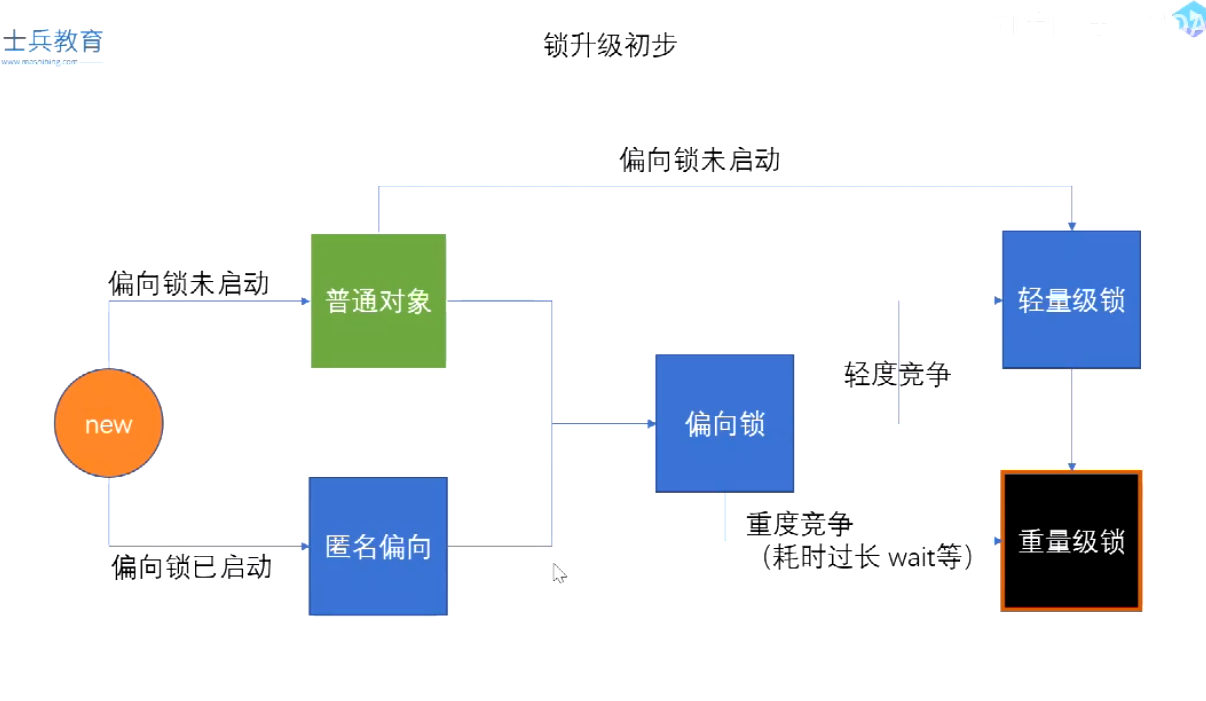 士兵教育
www.mashibing.com
锁升级初步
偏向锁未启动
偏向锁未启动
普通对象
轻量级锁
轻度竞争
new
偏向锁
重度竞争
（耗时过长 wait等）
匿名偏向
重量级锁
偏向锁已启动